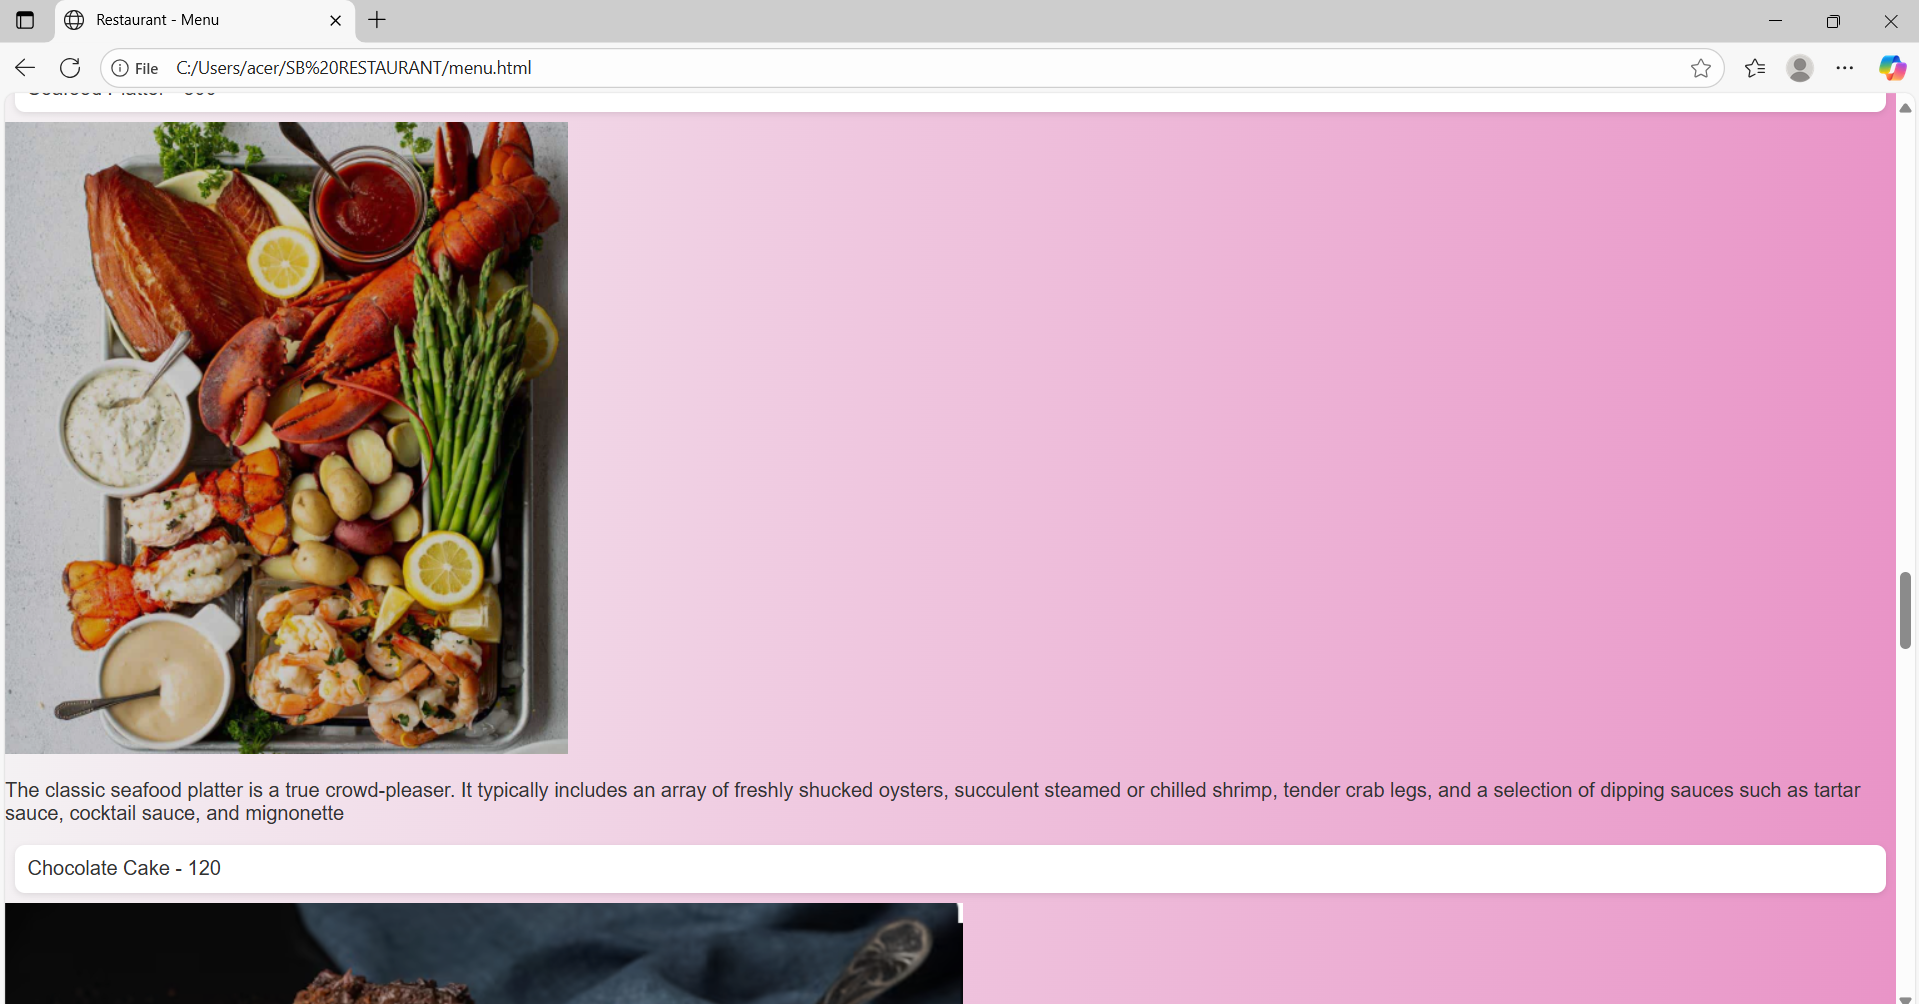 Restaurant - Menu
File C:/Users/acer/SB%20RESTAURANT/menu.html
The classic seafood platter is a true crowd-pleaser. It typically includes an array of freshly shucked oysters, succulent steamed or chilled shrimp, tender crab legs, and a selection of dipping sauces such as tartar
sauce, cocktail sauce, and mignonette
Chocolate Cake - 120